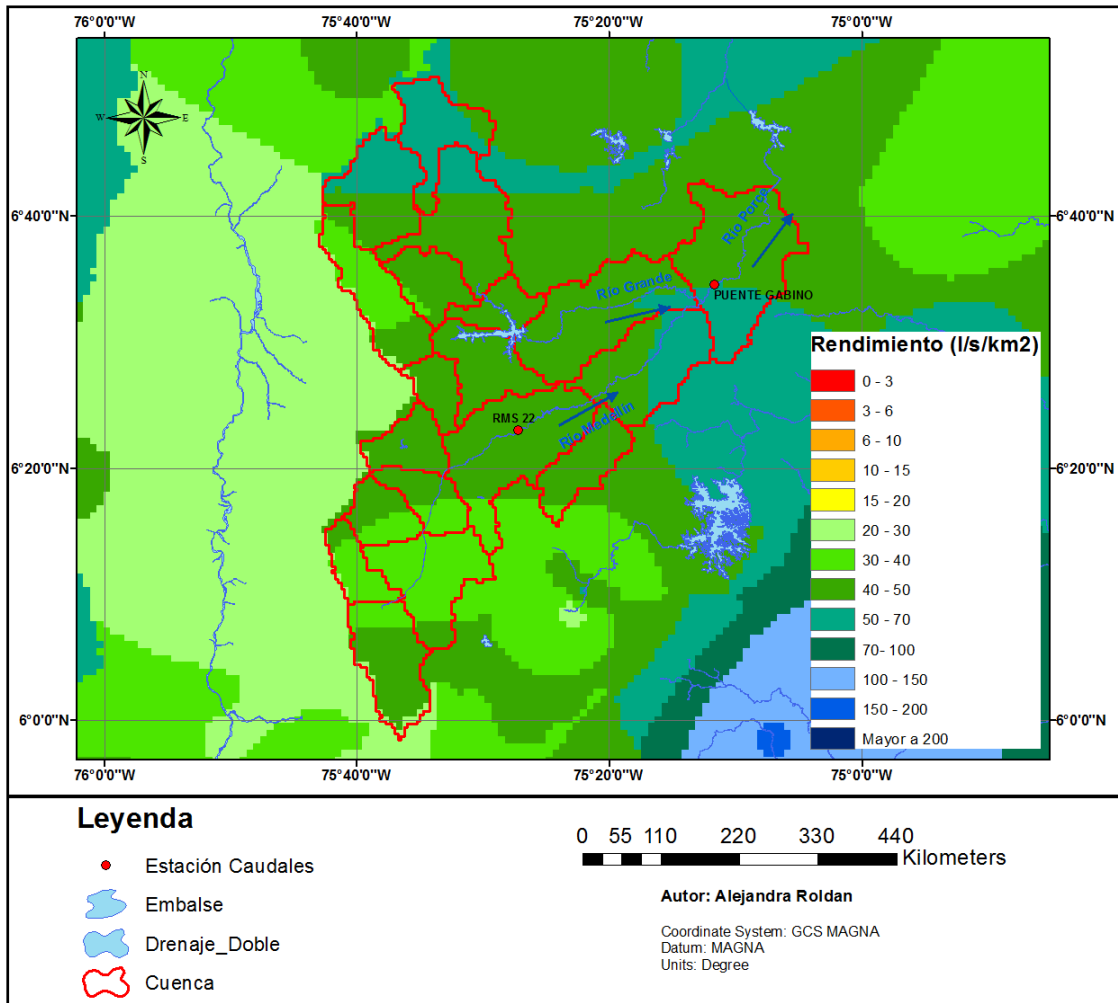 76°0'0"W 75°40'0"W 75°20'0"W 75°0'0"W
N
W E
S
6°40'0"N 6°40'0"N
Rio Porce
Río Grande
PUENTE GABINO
Rendimiento (l/s/km2)
0 - 3
3 - 6
6 - 10
10 - 15
15 - 20
20 - 30
30 - 40
40 - 50
50 - 70
70- 100
100 - 150
150 - 200
Mayor a 200
RMS 22
Rio Medellin
6°20'0"N 6°20'0"N
6°0'0"N 6°0'0"N
76°0'0"W 75°40'0"W 75°20'0"W 75°0'0"W
Leyenda
Estación Caudales
Embalse
Drenaje_Doble
Cuenca
0 55 110 220 330 440
Kilometers
Autor: Alejandra Roldan
Coordinate System: GCS MAGNA
Datum: MAGNA
Units: Degree